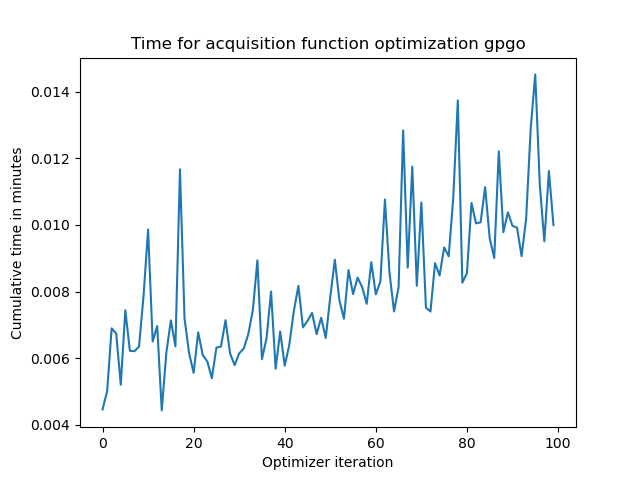 Time for acquisition function optimization gpgo
0.014
0.012
0.010
0.008
0.006
0.004
Cumulative time in minutes
0 20 40 60 80 100
Optimizer iteration